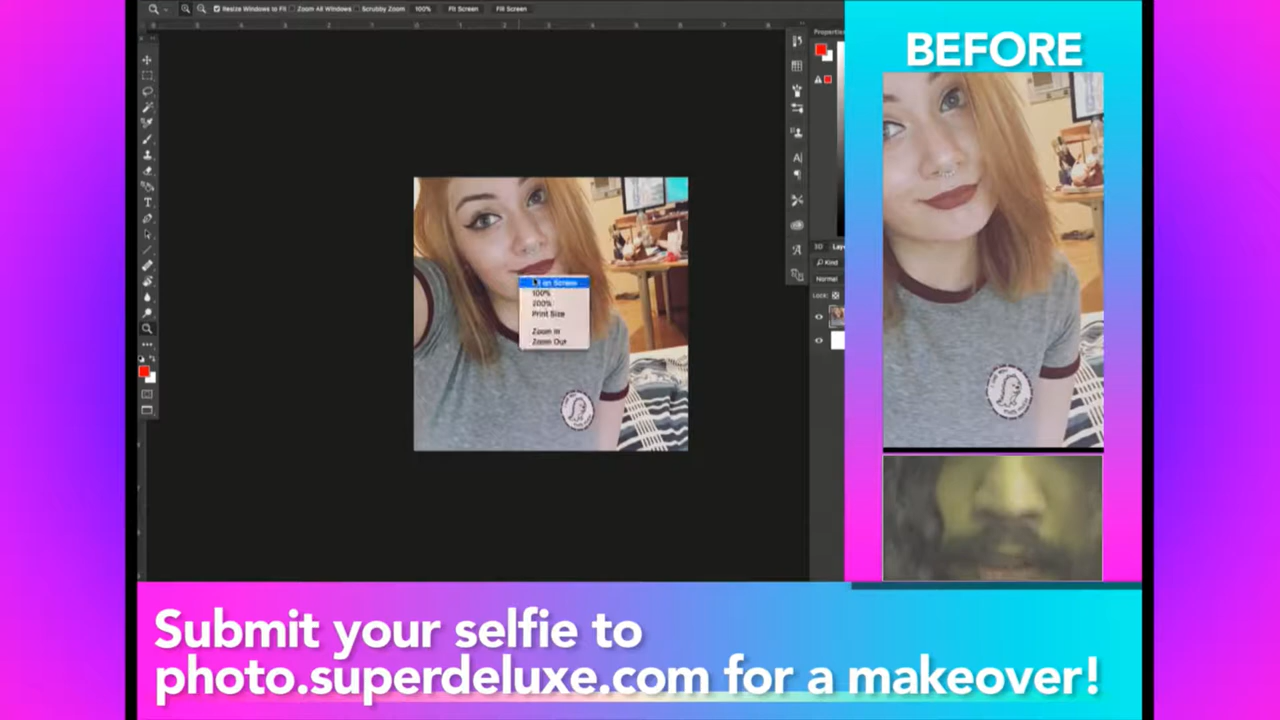 Resize Windows to Fit
Zoom All Windows
Scrubby Zoom
100%
Fit Screen
Fill Screen
BEFORE
Properties
on Screen
100%
200%
Print Size
Zoom In
Zoom Out
3D
Kind
Normal
Lock:
Submit your selfie to
photo.superdeluxe.com for a makeover!